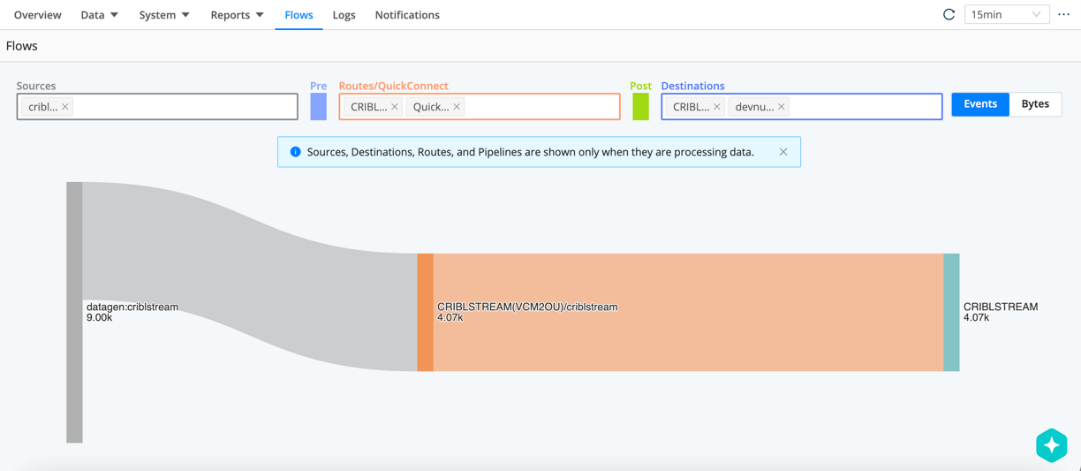 Overview Data System Reports Flows Logs Notifications 15min
Flows
Sources Pre Routes/QuickConnect Post Destinations
cribl... CRIBL... Quick... CRIBL... devnu... Events Bytes
Sources, Destinations, Routes, and Pipelines are shown only when they are processing data.
datagen:criblstream CRIBLSTREAM(VCM2OU)/criblstream CRIBLSTREAM
9.00k 4.07k 4.07k